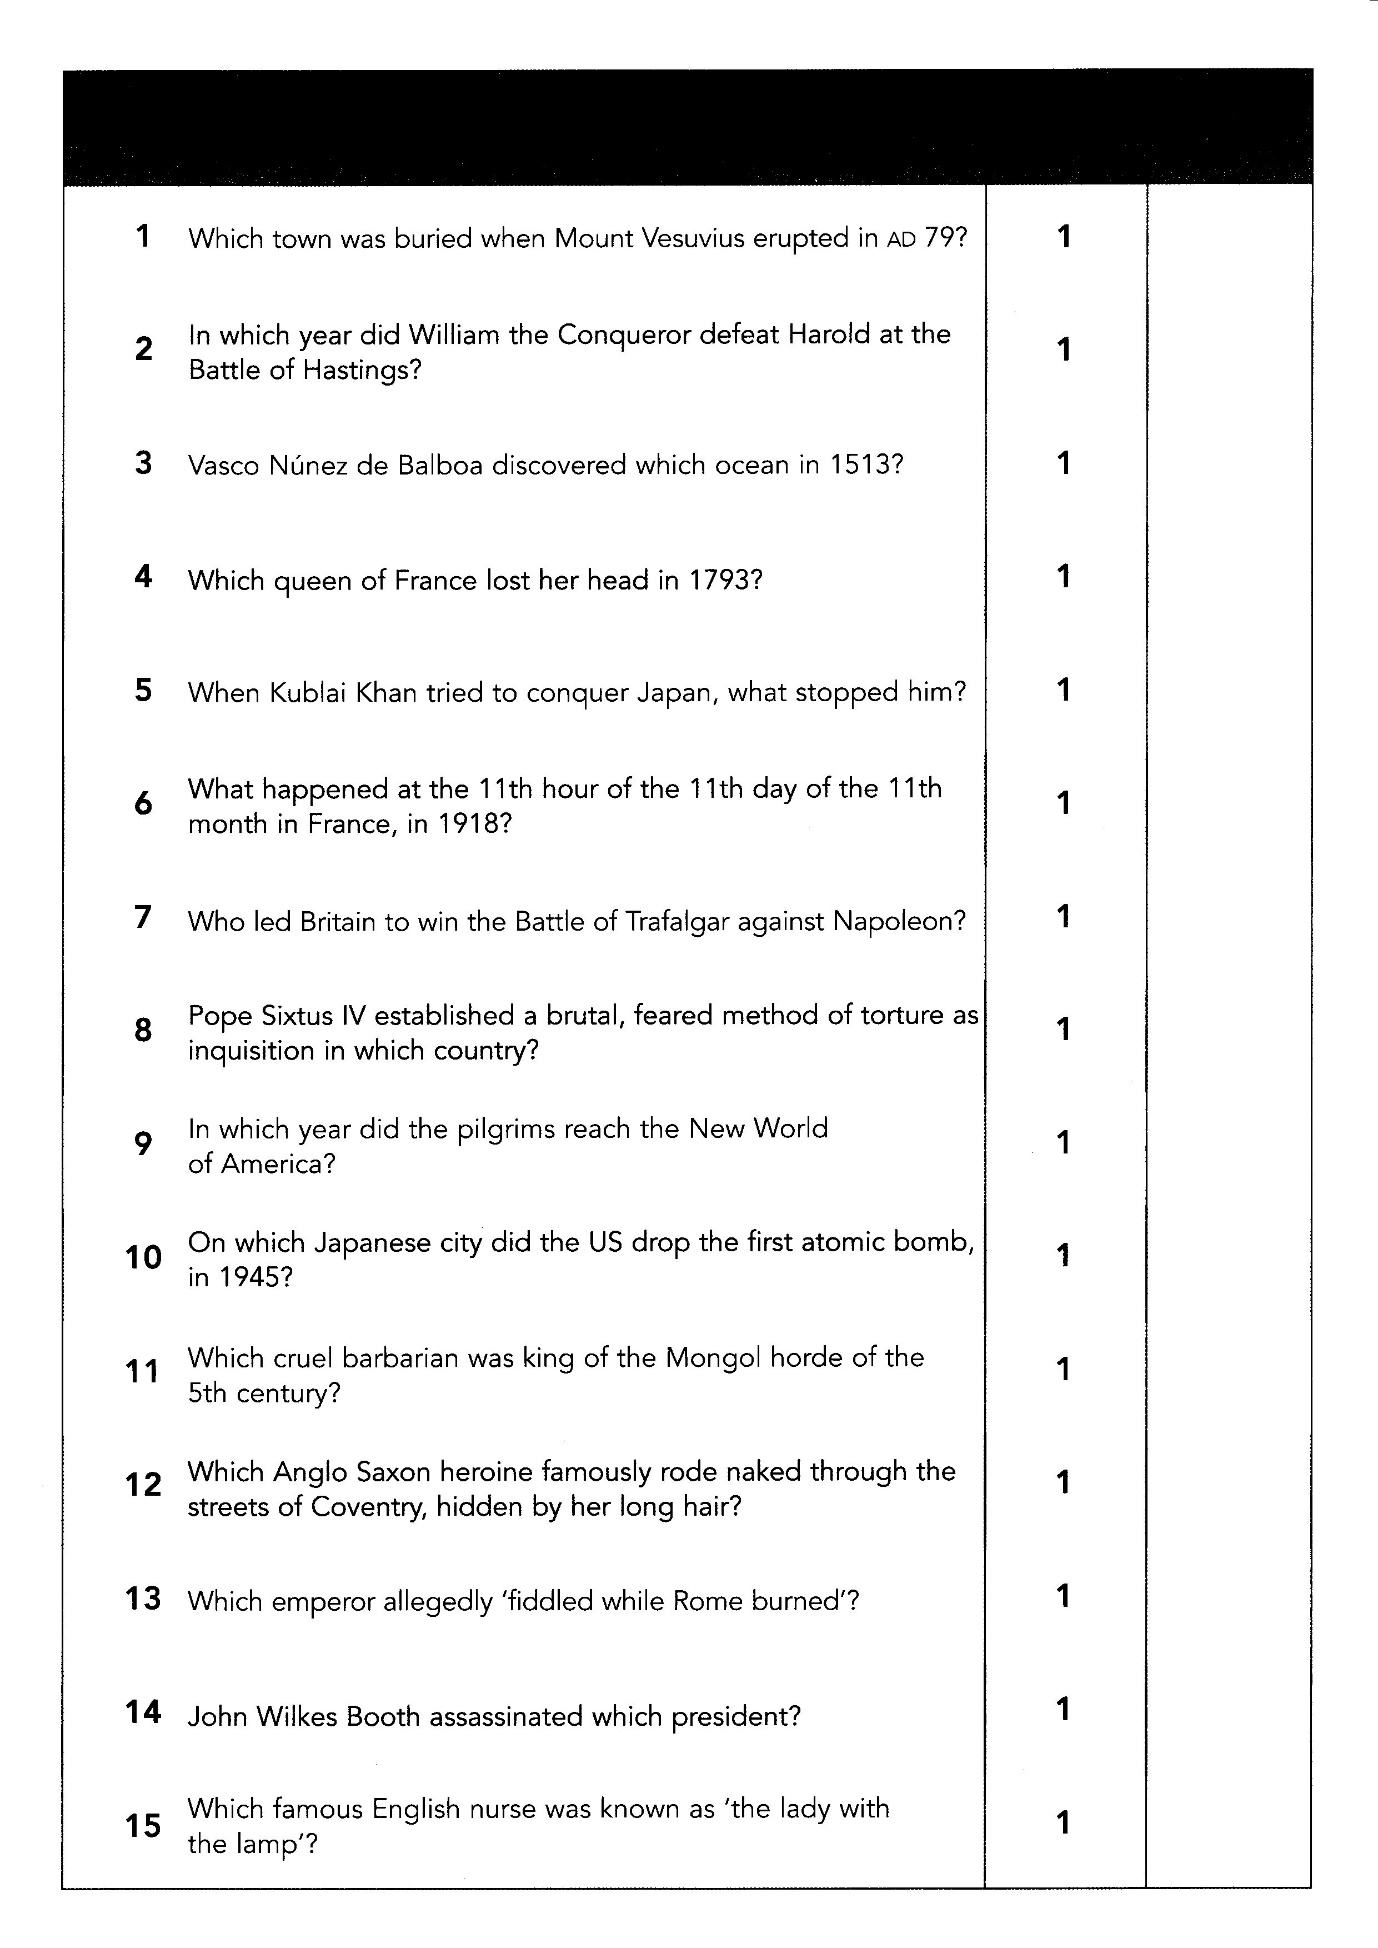 1 Which town was buried when Mount Vesuvius erupted in AD 79? 1
2 In which year did William the Conqueror defeat Harold at the
Battle of Hastings? 1
3 Vasco Núnez de Balboa discovered which ocean in 1513? 1
4 Which queen of France lost her head in 1793? 1
5 When Kublai Khan tried to conquer Japan, what stopped him? 1
6 What happened at the 11th hour of the 11th day of the 11th
month in France, in 1918? 1
7 Who led Britain to win the Battle of Trafalgar against Napoleon? 1
8 Pope Sixtus IV established a brutal, feared method of torture as
inquisition in which country? 1
9 In which year did the pilgrims reach the New World
of America? 1
10 On which Japanese city did the US drop the first atomic bomb,
in 1945? 1
11 Which cruel barbarian was king of the Mongol horde of the
5th century? 1
12 Which Anglo Saxon heroine famously rode naked through the
streets of Coventry, hidden by her long hair? 1
13 Which emperor allegedly ‘fiddled while Rome burned’? 1
14 John Wilkes Booth assassinated which president? 1
15 Which famous English nurse was known as ‘the lady with
the lamp’? 1